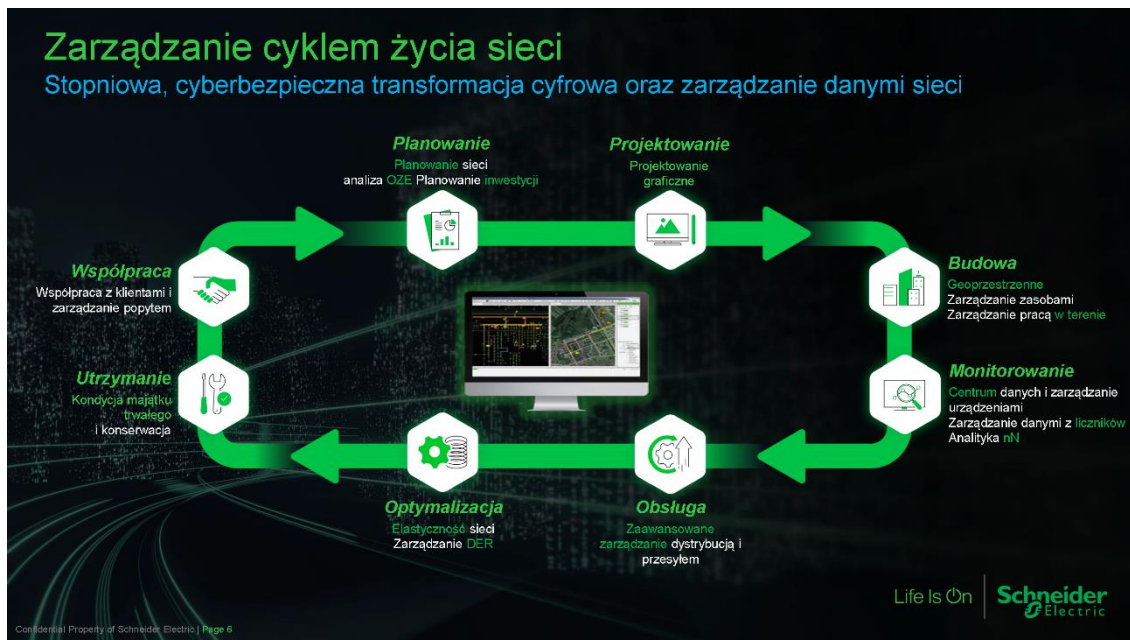 Zarządzanie cyklem życia sieci
Stopniowa, cyberbezpieczna transformacja cyfrowa oraz zarządzanie danymi sieci
Planowanie
Planowanie sieci
analiza OZE Planowanie inwestycji
Projektowanie
Projektowanie
graficzne
Budowa
Geoprzestrzenne
Zarządzanie zasobami
Zarządzanie pracą w terenie
Monitorowanie
Centrum danych i zarządzanie
urządzeniami
Zarządzanie danymi z liczników
Analityka nN
Obsługa
Zaawansowane
zarządzanie dystrybucją i
przesyłem
Optymalizacja
Elastyczność sieci
Zarządzanie DER
Utrzymanie
Kondycja majątku
trwałego
i konserwacja
Współpraca
Współpraca z klientami i
zarządzanie popytem
Life Is On
Schneider
Electric
Confidential Property of Schneider Electric | Page 6